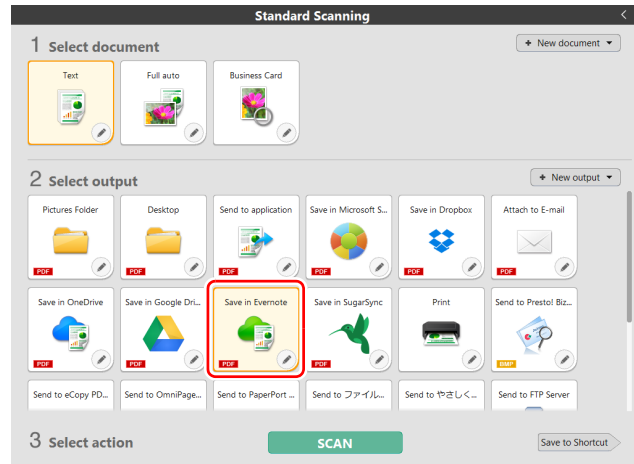 Standard Scanning
1 Select document
+ New document
Text
Full auto
Business Card
2 Select output
+ New output
Pictures Folder
Desktop
Send to application
Save in Microsoft S...
Save in Dropbox
Attach to E-mail
PDF
PDF
PDF
PDF
PDF
PDF
Save in OneDrive
Save in Google Dri...
Save in Evernote
Save in SugarSync
Print
Send to Presto! Biz...
PDF
PDF
PDF
PDF
BMP
Send to eCopy PD...
Send to OmniPage...
Send to PaperPort ...
Send to ファイル...
Send to やさしく...
Send to FTP Server
3 Select action
SCAN
Save to Shortcut